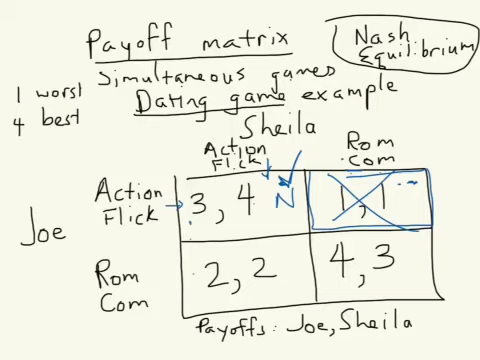 Payoff matrix
Nash
Equilibrium
Simultaneous games
1 worst
4 best
Dating game example
Sheila
Action
Flick
Rom
Com
Joe
Action
Flick
3, 4 N
1, 1
Rom
Com
2, 2
4, 3
Payoffs: Joe, Sheila